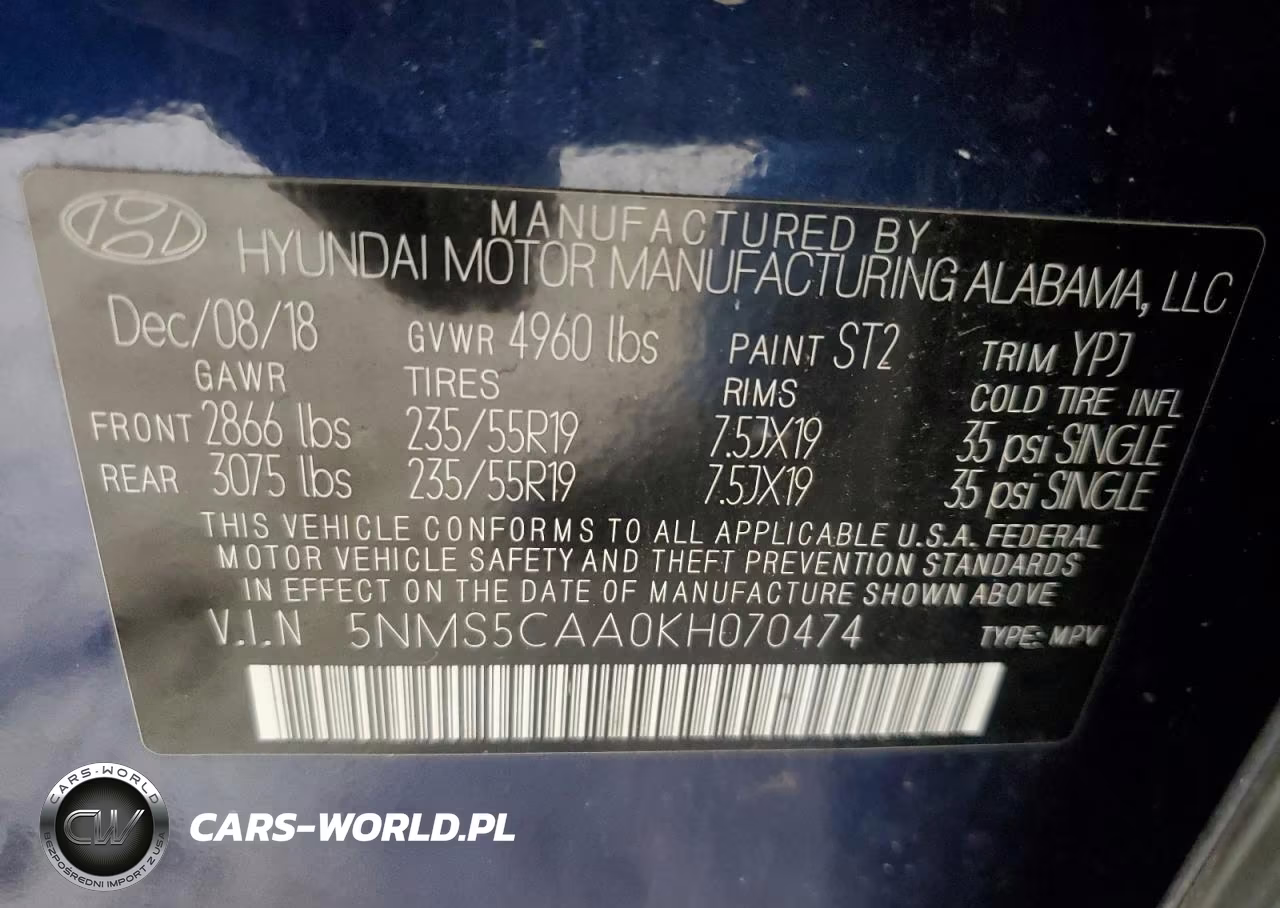 MANUFACTURED BY
HYUNDAI MOTOR MANUFACTURING ALABAMA, LLC
Dec/08/18 GVWR 4960 lbs PAINT ST2 TRIM YPJ
GAWR TIRES RIMS COLD TIRE INFL
FRONT 2866 lbs 235/55R19 7.5JX19 35 psi SINGLE
REAR 3075 lbs 235/55R19 7.5JX19 35 psi SINGLE
THIS VEHICLE CONFORMS TO ALL APPLICABLE U.S.A. FEDERAL
MOTOR VEHICLE SAFETY AND THEFT PREVENTION STANDARDS
IN EFFECT ON THE DATE OF MANUFACTURE SHOWN ABOVE
V.I.N 5NMS5CAA0KH070474 TYPE: MPV
CARS-WORLD
CW
BEZPOŚREDNI IMPORT Z USA
CARS-WORLD.PL